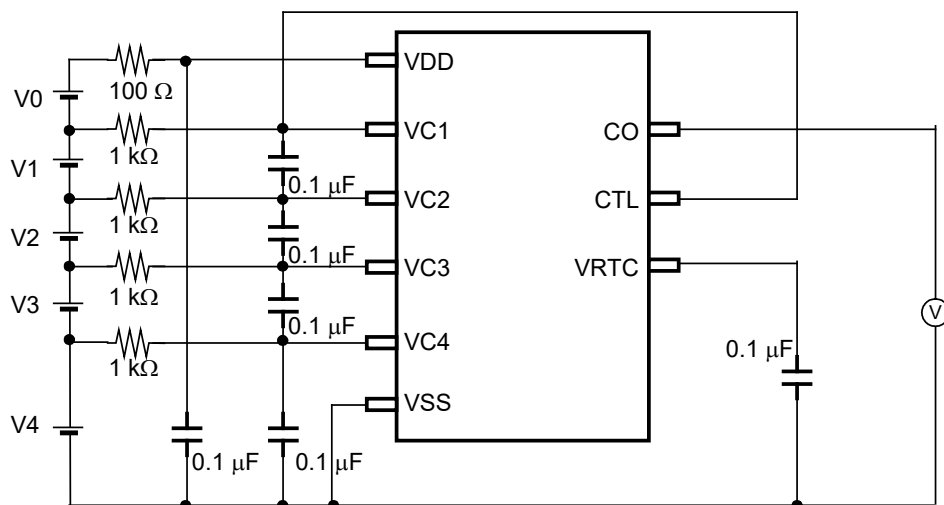 VDD
100 Ω
V0
VC1
CO
1 kΩ
V1
0.1 µF
VC2
CTL
1 kΩ
V2
0.1 µF
VC3
VRTC
1 kΩ
V3
0.1 µF
VC4
1 kΩ
0.1 µF
V
VSS
V4
0.1 µF
0.1 µF